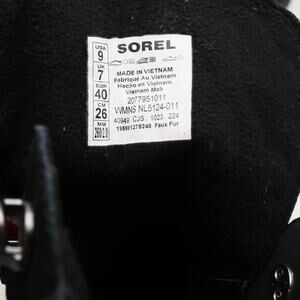 SOREL
USA
9
UK
7
EUR
40
CM
26
MM
260/2.0
MADE IN VIETNAM
Fabriqué Au Vietnam
Hecho en Vietnam
Vietnam Mali
2077951011
WMNS NL5124-011
40949 CJS 1023 224
195981278248 Faux Fur